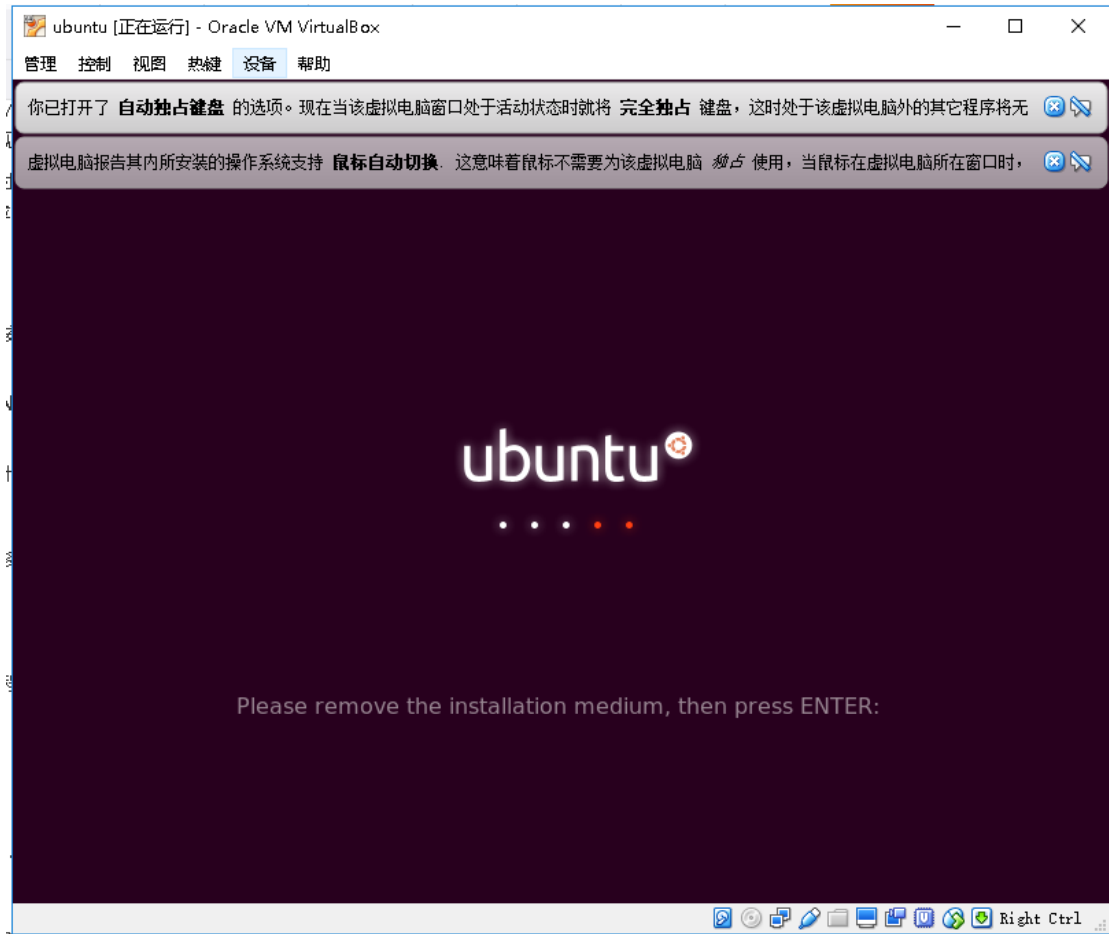 ubuntu [正在运行] - Oracle VM VirtualBox
管理 控制 视图 热键 设备 帮助
你已打开了 自动独占键盘 的选项。现在当该虚拟电脑窗口处于活动状态时就将 完全独占 键盘，这时处于该虚拟电脑外的其它程序将无
虚拟电脑报告其内所安装的操作系统支持 鼠标自动切换. 这意味着鼠标不需要为该虚拟电脑 独占 使用，当鼠标在虚拟电脑所在窗口时，
ubuntu
Please remove the installation medium, then press ENTER:
Right Ctrl